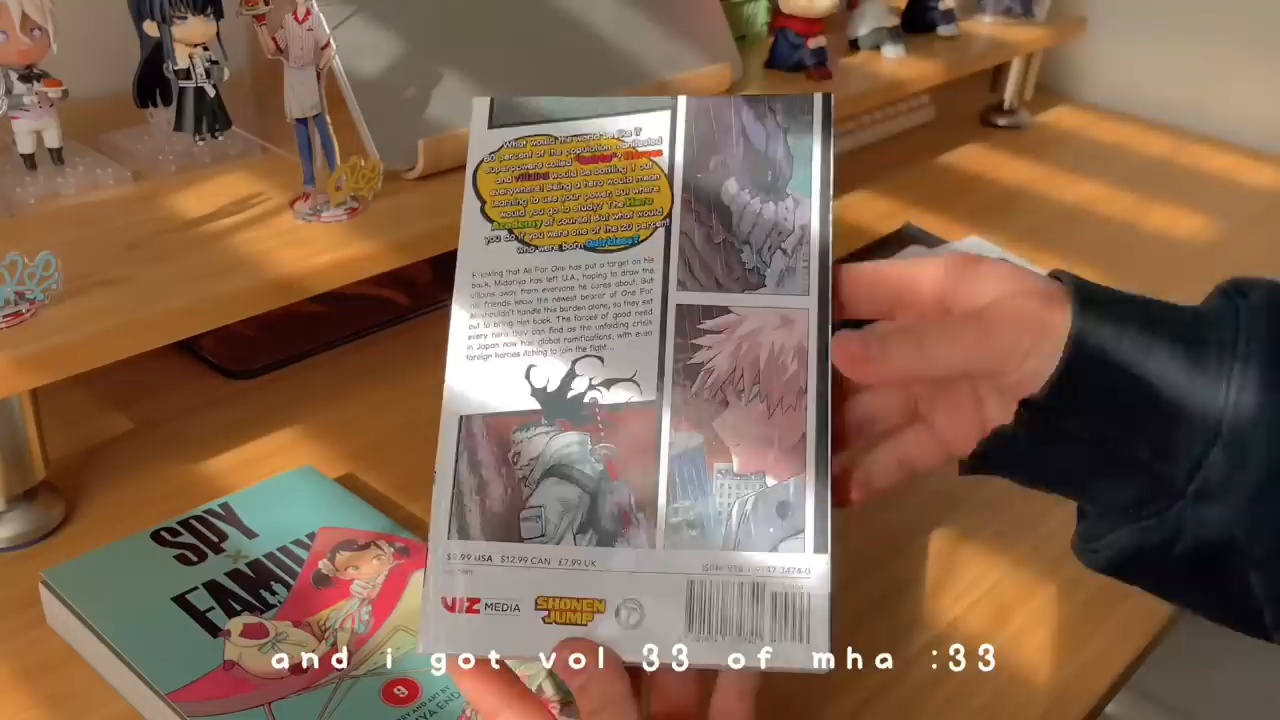 What would the world be like if
80 percent of the population manifested
superpowers called "Quirks"? Heroes
and villains would be battling it out
everywhere! Being a hero would mean
learning to use your power, but where
would you go to study? The Hero
Academy of course! But what would
you do if you were one of the 20 percent
who were born Quirkless?
Knowing that All For One has put a target on his
back, Midoriya has left U.A., hoping to draw the
villains away from everyone he cares about. But
his friends know the newest bearer of One For
All shouldn't handle this burden alone, so they set
out to bring him back. The forces of good need
every hero they can find as the unfolding crisis
in Japan now has global ramifications, with even
foreign heroes itching to join the fight...
$9.99 USA $12.99 CAN £7.99 UK
VIZ MEDIA
SHONEN
JUMP
SPY
×
FAMILY
9
and i got vol 33 of mha :33